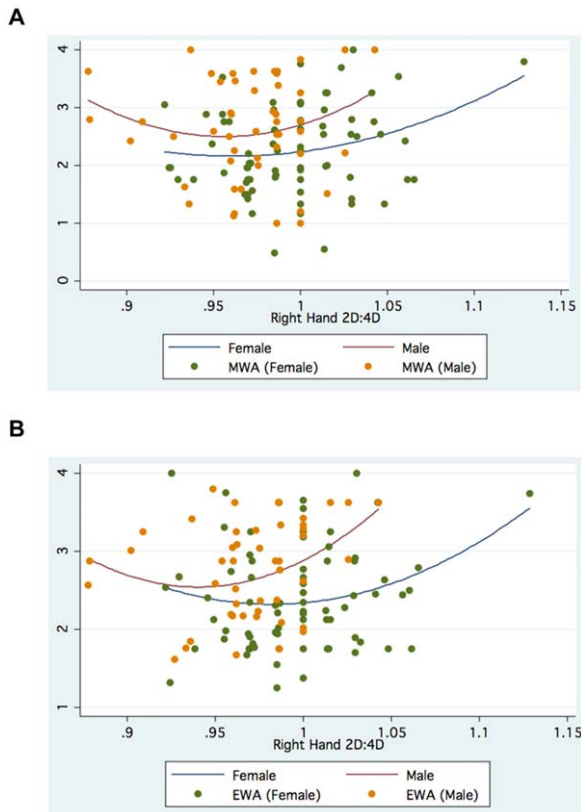 A
4
3
2
1
0
.9 .95 1 1.05 1.1 1.15
Right Hand 2D:4D
Female Male
MWA (Female) MWA (Male)
B
4
3
2
1
.9 .95 1 1.05 1.1 1.15
Right Hand 2D:4D
Female Male
EWA (Female) EWA (Male)